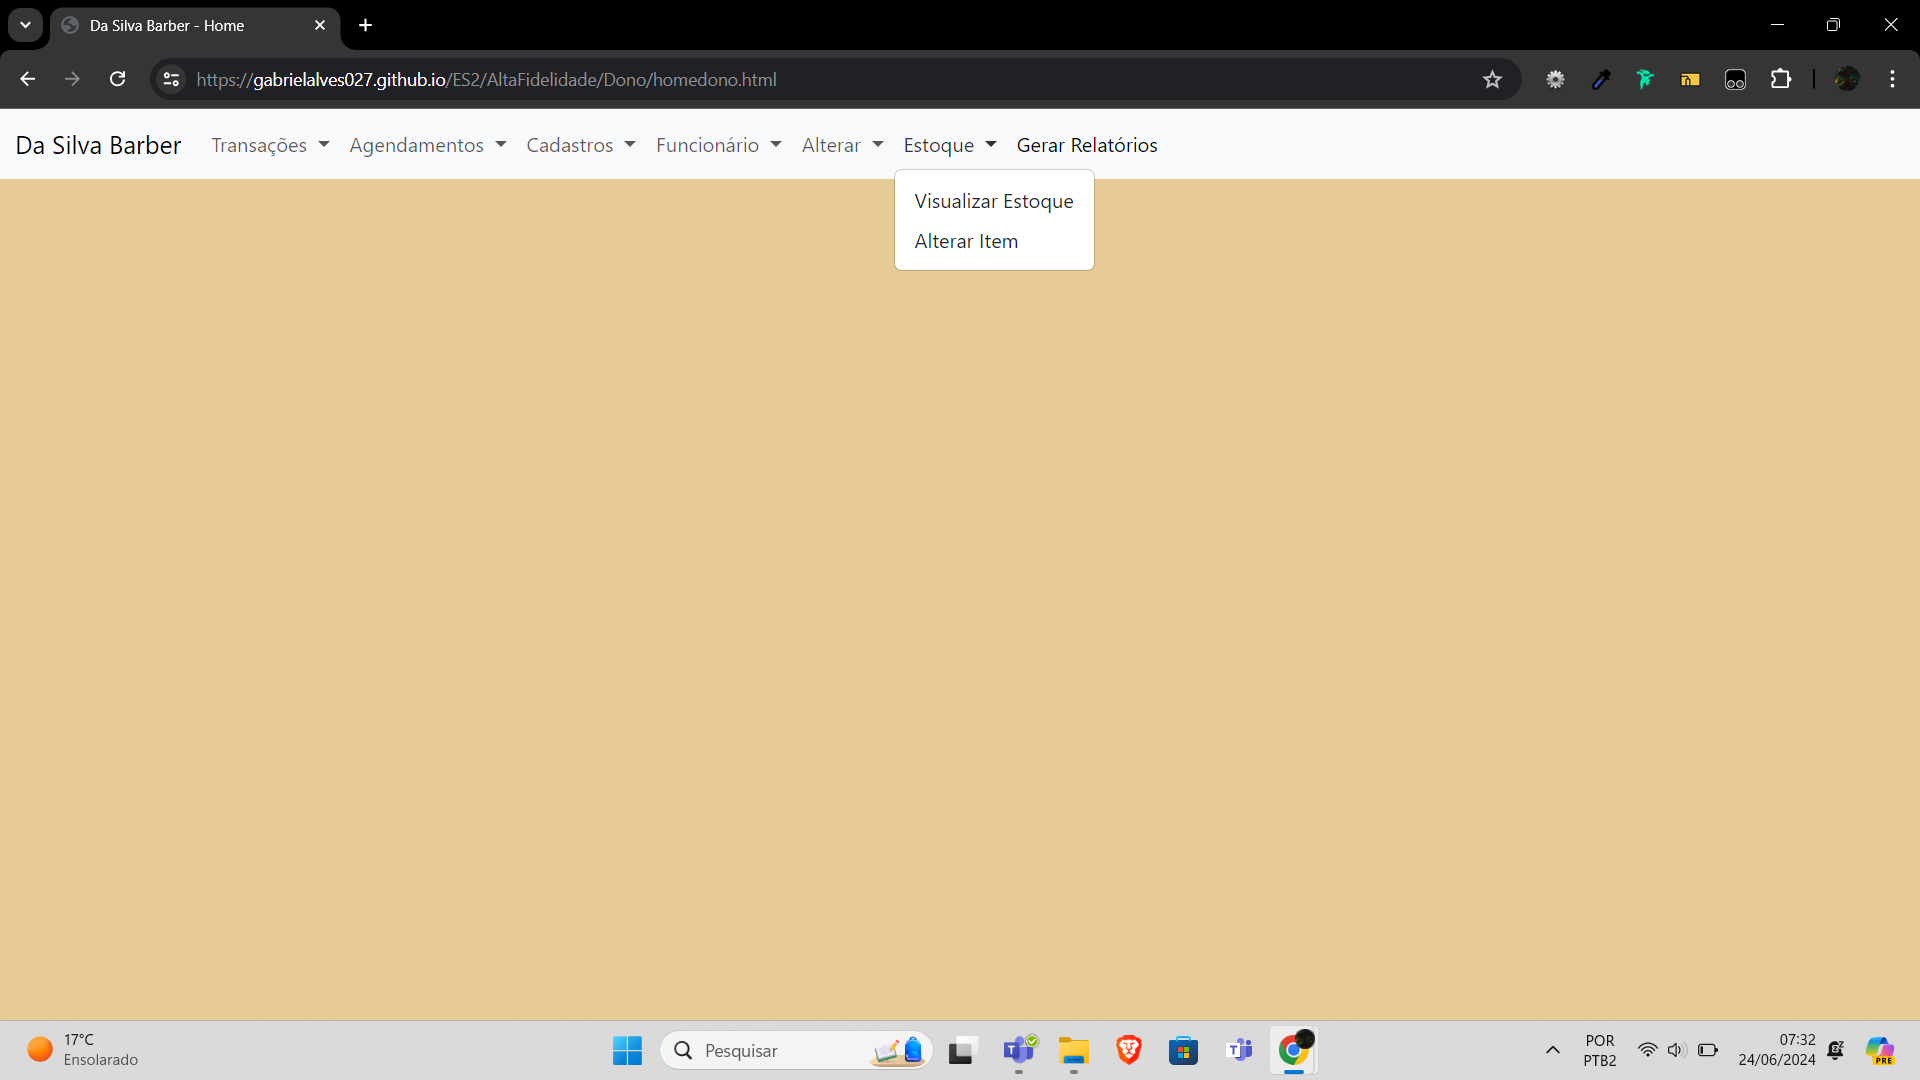 Da Silva Barber - Home
https://gabrielalves027.github.io/ES2/AltaFidelidade/Dono/homedono.html
Da Silva Barber Transações Agendamentos Cadastros Funcionário Alterar Estoque Gerar Relatórios
Visualizar Estoque
Alterar Item
17°C
Ensolarado
Pesquisar
POR
PTB2
07:32
24/06/2024
PRE